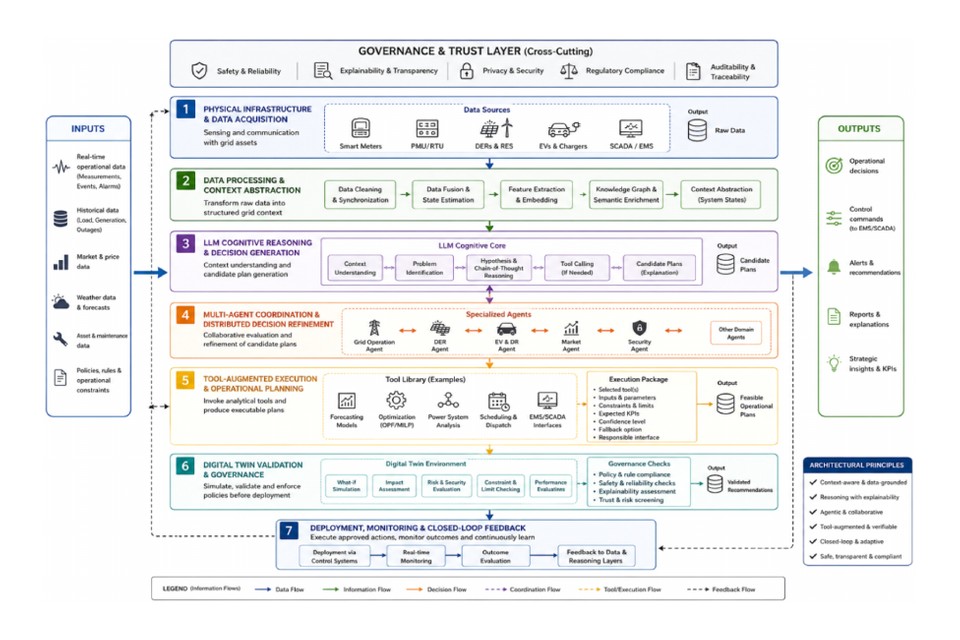 GOVERNANCE & TRUST LAYER (Cross-Cutting)
Safety & Reliability
Explainability & Transparency
Privacy & Security
Regulatory Compliance
Auditability &
Traceability
INPUTS
Real-time
operational data
(Measurements,
Events, Alarms)
Historical data
(Load, Generation,
Outages)
Market & price
data
Weather data
& forecasts
Asset & maintenance
data
Policies, rules &
operational
constraints
1
PHYSICAL INFRASTRUCTURE
& DATA ACQUISITION
Sensing and communication
with grid assets
Data Sources
Smart Meters
PMU/RTU
DERs & RES
EVs & Chargers
SCADA / EMS
Output
Raw Data
2
DATA PROCESSING &
CONTEXT ABSTRACTION
Transform raw data into
structured grid context
Data Cleaning
& Synchronization
Data Fusion &
State Estimation
Feature Extraction
& Embedding
Knowledge Graph &
Semantic Enrichment
Context Abstraction
(System States)
3
LLM COGNITIVE REASONING
& DECISION GENERATION
Context understanding and
candidate plan generation
LLM Cognitive Core
Context
Understanding
Problem
Identification
Hypothesis &
Chain-of-Thought
Reasoning
Tool Calling
(If Needed)
Candidate Plans
(Explanation)
Output
Candidate
Plans
4
MULTI-AGENT COORDINATION &
DISTRIBUTED DECISION REFINEMENT
Collaborative evaluation and
refinement of candidate plans
Specialized Agents
Grid Operation
Agent
DER
Agent
EV & DR
Agent
Market
Agent
Security
Agent
Other Domain
Agents
5
TOOL-AUGMENTED EXECUTION
& OPERATIONAL PLANNING
Invoke analytical tools and
produce executable plans
Tool Library (Examples)
Forecasting
Models
Optimization
(OPF/MILP)
Power System
Analysis
Scheduling &
Dispatch
EMS/SCADA
Interfaces
Execution Package
• Selected tool(s)
• Inputs & parameters
• Constraints & limits
• Expected KPIs
• Confidence level
• Fallback option
• Responsible interface
Output
Feasible
Operational
Plans
6
DIGITAL TWIN VALIDATION
& GOVERNANCE
Simulate, validate and enforce
policies before deployment
Digital Twin Environment
What-if
Simulation
Impact
Assessment
Risk & Security
Evaluation
Constraint &
Limit Checking
Performance
Evaluation
Governance Checks
• Policy & rule compliance
• Safety & reliability checks
• Explainability assessment
• Trust & risk screening
Output
Validated
Recommendations
7
DEPLOYMENT, MONITORING & CLOSED-LOOP FEEDBACK
Execute approved actions, monitor outcomes and continuously learn
Deployment via
Control Systems
Real-time
Monitoring
Outcome
Evaluation
Feedback to Data &
Reasoning Layers
OUTPUTS
Operational
decisions
Control
commands
(to EMS/SCADA)
Alerts &
recommendations
Reports &
explanations
Strategic
insights & KPIs
ARCHITECTURAL PRINCIPLES
✓ Context-aware & data-grounded
✓ Reasoning with explainability
✓ Agentic & collaborative
✓ Tool-augmented & verifiable
✓ Closed-loop & adaptive
✓ Safe, transparent & compliant
LEGEND (Information Flows)
Data Flow
Information Flow
Decision Flow
Coordination Flow
Tool/Execution Flow
Feedback Flow